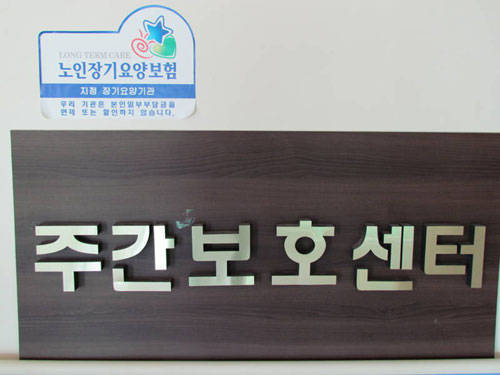 LONG TERM CARE
노인장기요양보험
지정 장기요양기관
우리 기관은 본인일부부담금을
면제 또는 할인하지 않습니다.
주간보호센터